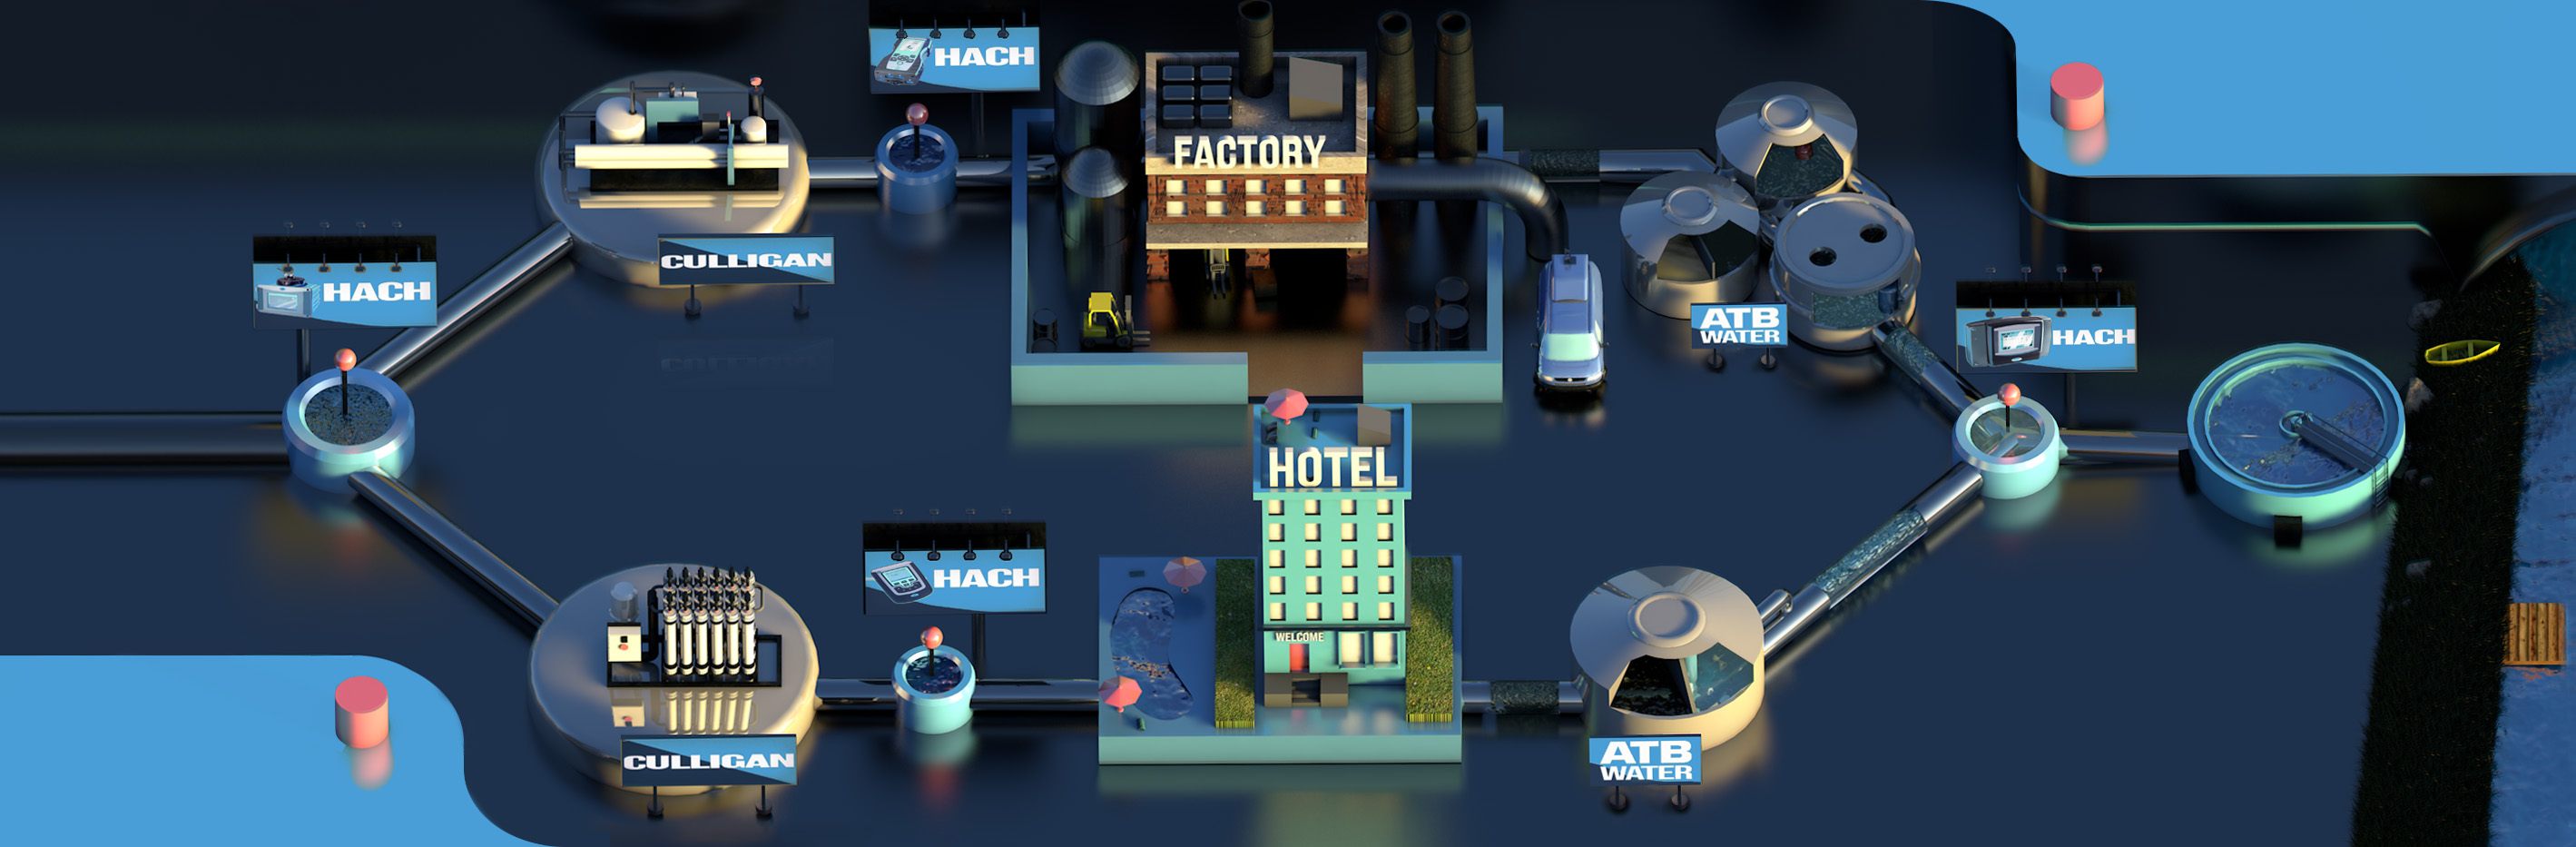 HACH
FACTORY
CULLIGAN
HACH
ATB
WATER
HACH
HOTEL
HACH
WELCOME
CULLIGAN
ATB
WATER